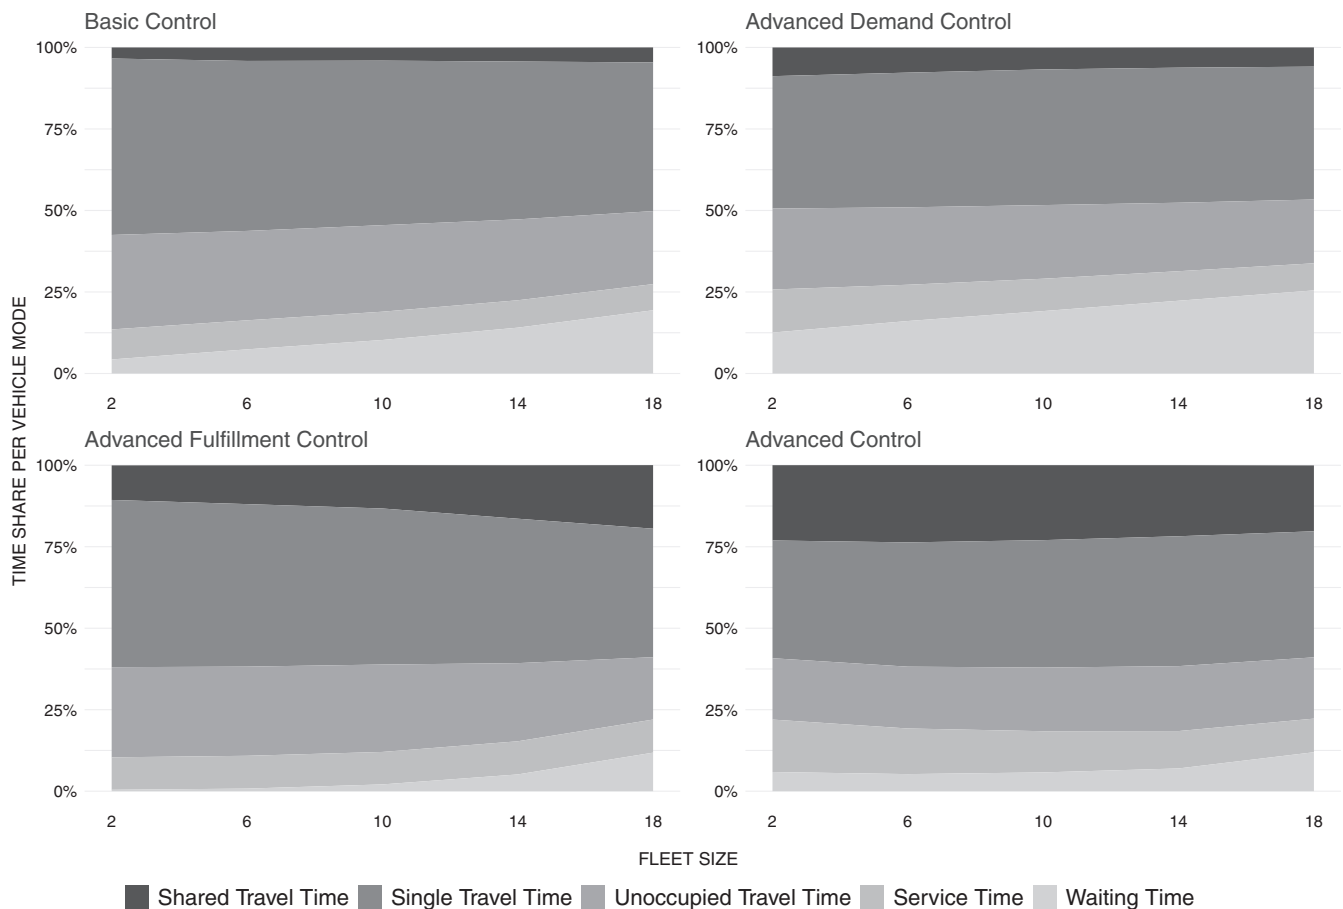 Basic Control
100%
75%
50%
25%
0%
2 6 10 14 18
Advanced Demand Control
100%
75%
50%
25%
0%
2 6 10 14 18
TIME SHARE PER VEHICLE MODE
Advanced Fulfillment Control
100%
75%
50%
25%
0%
2 6 10 14 18
Advanced Control
100%
75%
50%
25%
0%
2 6 10 14 18
FLEET SIZE
Shared Travel Time Single Travel Time Unoccupied Travel Time Service Time Waiting Time